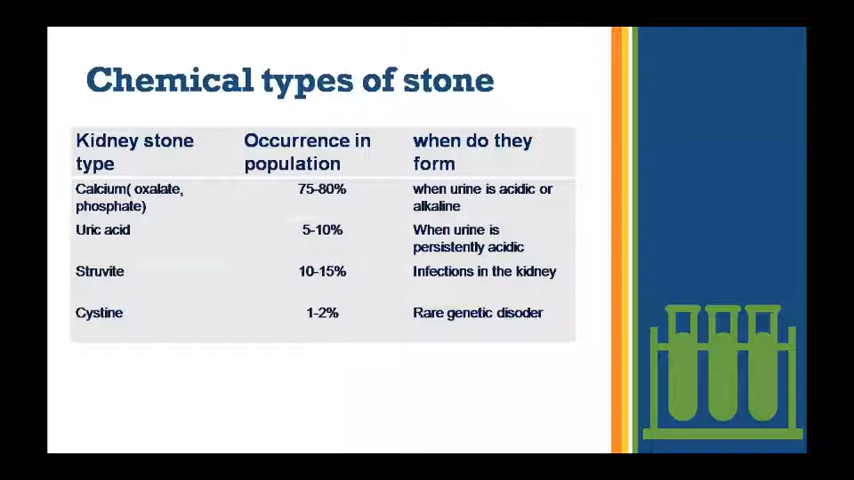 Chemical types of stone
Kidney stone type Occurrence in population when do they form
Calcium( oxalate, phosphate) 75-80% when urine is acidic or alkaline
Uric acid 5-10% When urine is persistently acidic
Struvite 10-15% Infections in the kidney
Cystine 1-2% Rare genetic disoder